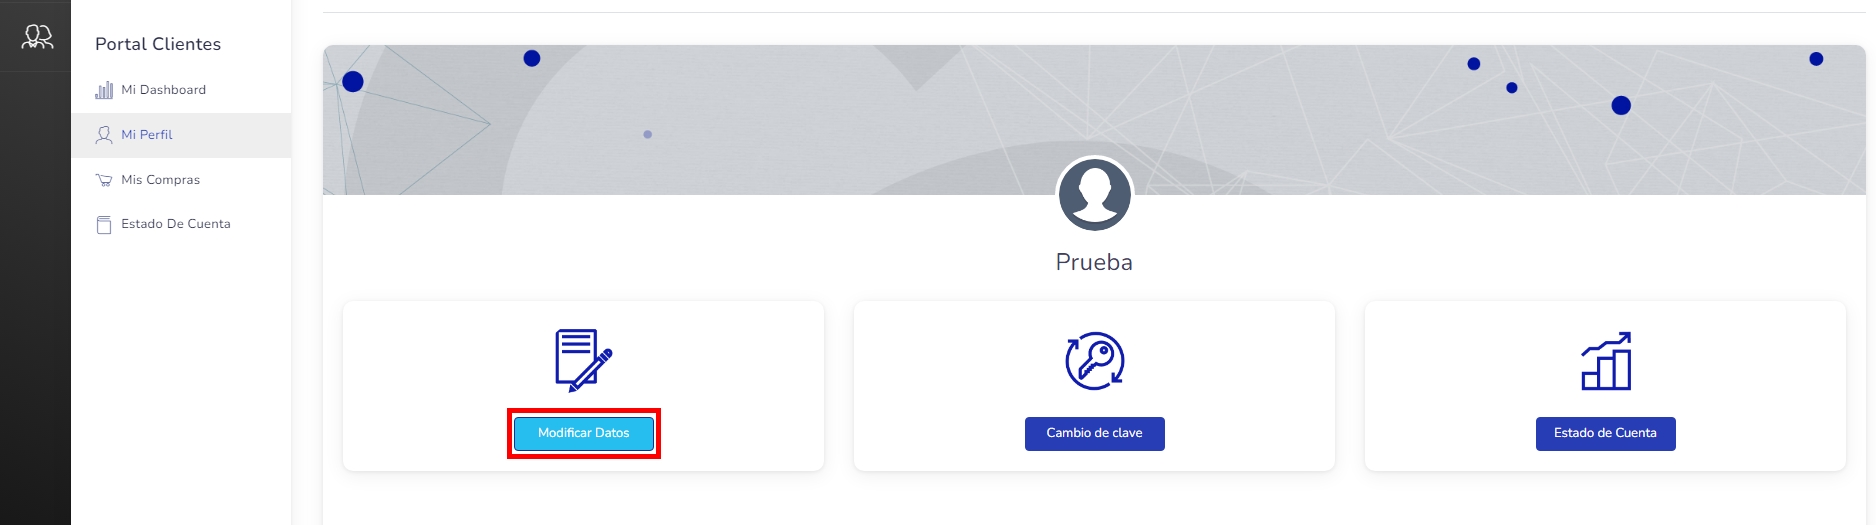 Portal Clientes
Mi Dashboard
Mi Perfil
Mis Compras
Estado De Cuenta
Prueba
Modificar Datos
Cambio de clave
Estado de Cuenta